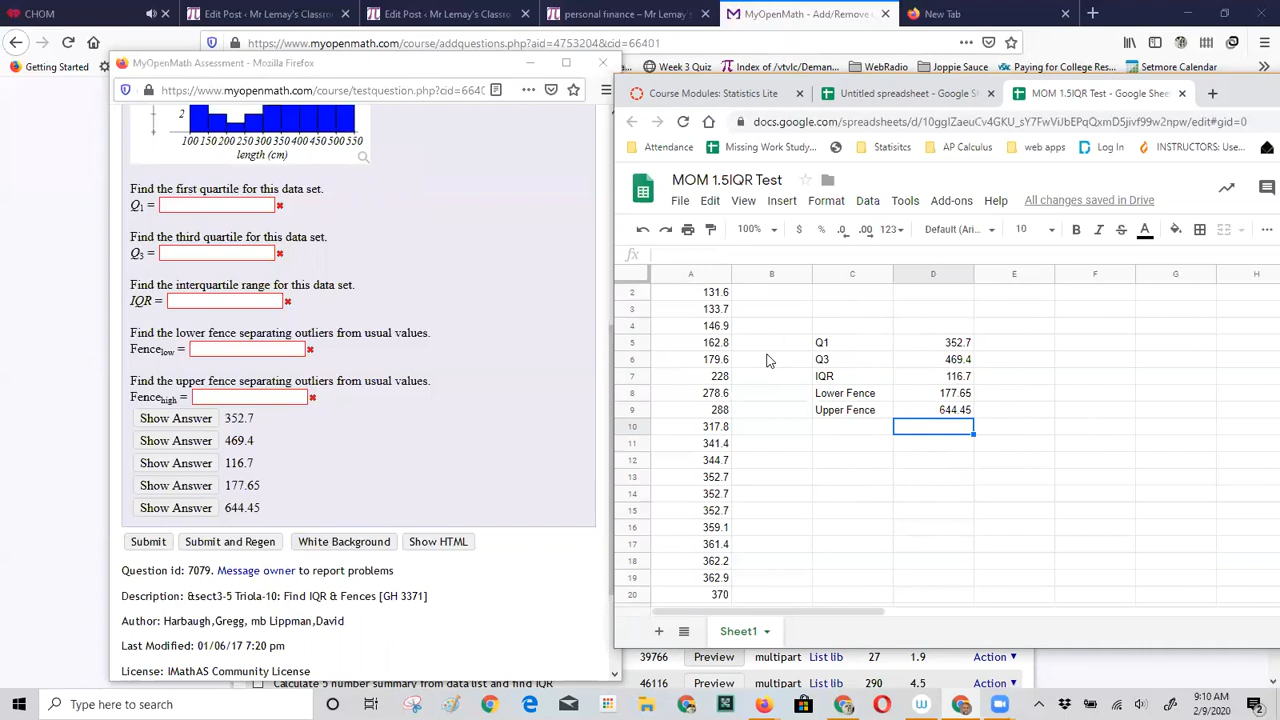 CHOM
Edit Post ‹ Mr Lemay's Classroo
Edit Post ‹ Mr Lemay's Classroo
personal finance – Mr Lemay's
MyOpenMath - Add/Remove
New Tab
https://www.myopenmath.com/course/addquestions.php?aid=4753204&cid=66401
Getting Started
Week 3 Quiz
Index of /vtvlc/Deman
WebRadio
Joppie Sauce
Paying for College Res
Setmore Calendar
MyOpenMath Assessment - Mozilla Firefox
https://www.myopenmath.com/course/testquestion.php?cid=6640
2
100 150 200 250 300 350 400 450 500 550
length (cm)
Find the first quartile for this data set.
Q₁ =
Find the third quartile for this data set.
Q₃ =
Find the interquartile range for this data set.
IQR =
Find the lower fence separating outliers from usual values.
Fence low =
Find the upper fence separating outliers from usual values.
Fence high =
Show Answer 352.7
Show Answer 469.4
Show Answer 116.7
Show Answer 177.65
Show Answer 644.45
Submit Submit and Regen White Background Show HTML
Question id: 7079. Message owner to report problems
Description: &sect3-5 Triola-10: Find IQR & Fences [GH 3371]
Author: Harbaugh,Gregg, mb Lippman,David
Last Modified: 01/06/17 7:20 pm
License: IMathAS Community License
Calculate 5 number summary from data list and find IQR
Course Modules: Statistics Lite
Untitled spreadsheet - Google Sh
MOM 1.5IQR Test - Google Shee
Attendance
Missing Work Study...
Statisitcs
AP Calculus
web apps
Log In
INSTRUCTORS: Us...
MOM 1.5IQR Test
File Edit View Insert Format Data Tools Add-ons Help All changes saved in Drive
100% $ % .0 .00 123 Default (Ari... 10 B I S A
fx
A B C D E F G H
2 131.6
3 133.7
4 146.9
5 162.8 Q1 352.7
6 179.6 Q3 469.4
7 228 IQR 116.7
8 278.6 Lower Fence 177.65
9 288 Upper Fence 644.45
10 317.8
11 341.4
12 344.7
13 352.7
14 352.7
15 352.7
16 359.1
17 361.4
18 362.2
19 362.9
20 370
Sheet1
39766 Preview multipart List lib 27 1.9 Action
46116 Preview multipart List lib 290 4.5 Action
Type here to search
9:10 AM
2/9/2020
2